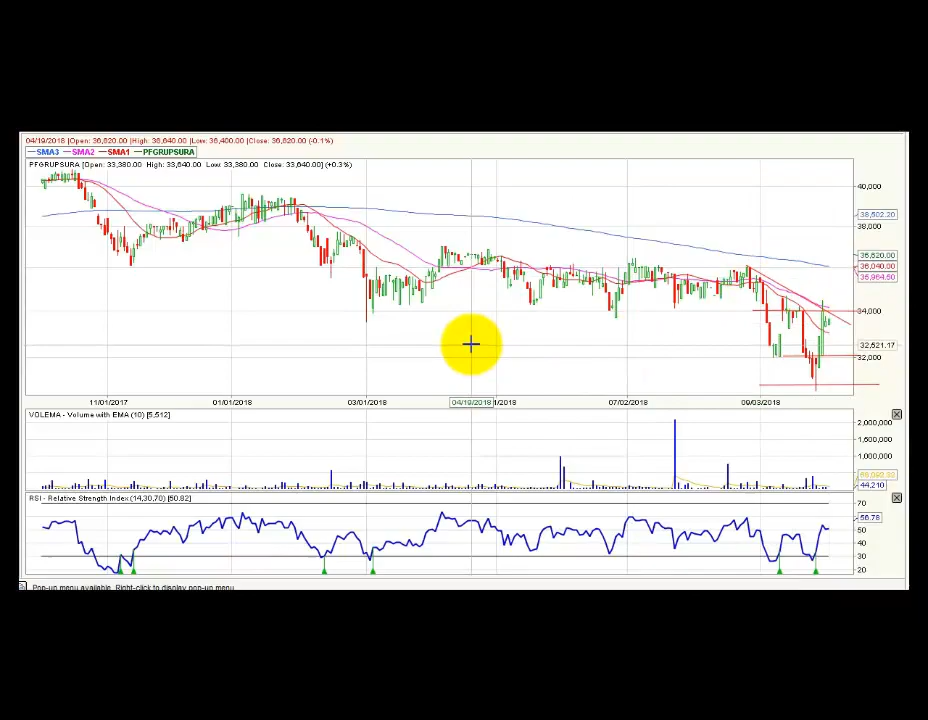 04/19/2018 |Open: 36,620.00 |High: 36,640.00 |Low: 36,400.00 |Close: 36,620.00 (-0.1%)
SMA3 SMA2 SMA1 PFGRUPSURA
PFGRUPSURA [Open: 33,380.00 High: 33,640.00 Low: 33,380.00 Close: 33,640.00] (+0.3%)
40,000
38,502.20
38,000
36,620.00
36,040.00
35,964.50
34,000
32,521.17
32,000
11/01/2017 01/01/2018 03/01/2018 04/19/2018 1/2018 07/02/2018 09/03/2018
VOLEMA - Volume with EMA (10) [5,512]
2,000,000
1,500,000
1,000,000
44,210
RSI - Relative Strength Index (14,30,70) [50.82]
70
50
40
30
20
Pop-up menu available. Right-click to display pop-up menu